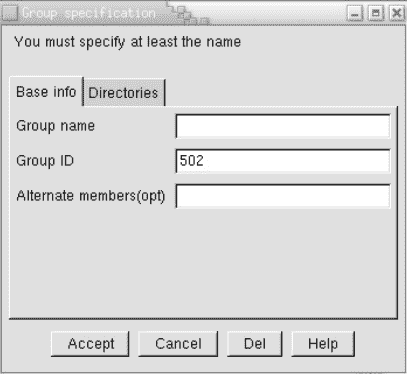 Group specification
You must specify at least the name
Base info Directories
Group name
Group ID 502
Alternate members(opt)
Accept Cancel Del Help